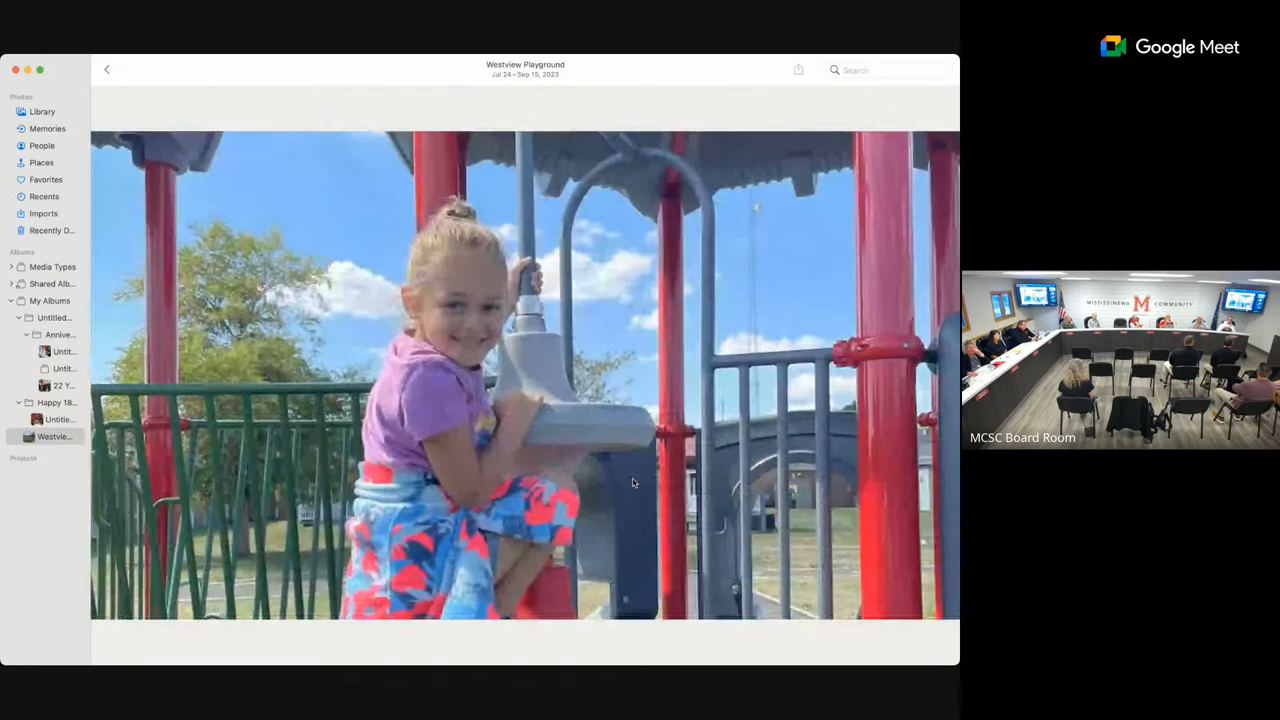 Google Meet
Westview Playground
Jul 24 – Sep 15, 2023
Search
Photos
Library
Memories
People
Places
Favorites
Recents
Imports
Recently D...
Albums
Media Types
Shared Alb...
My Albums
Untitled...
Annive...
Untit...
Untit...
22 Y...
Happy 18...
Untitle...
Westvie...
Projects
MISSISSINEWA M COMMUNITY
MCSC Board Room